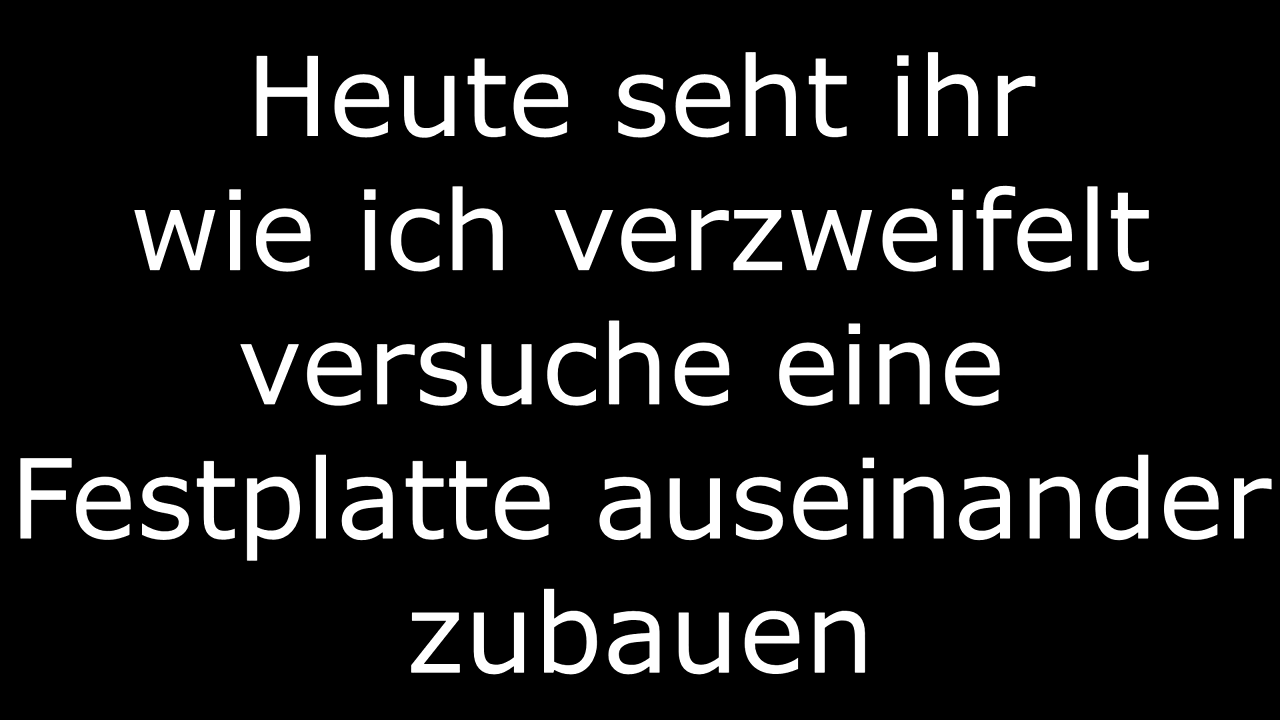 Heute seht ihr
wie ich verzweifelt
versuche eine
Festplatte auseinander
zubauen